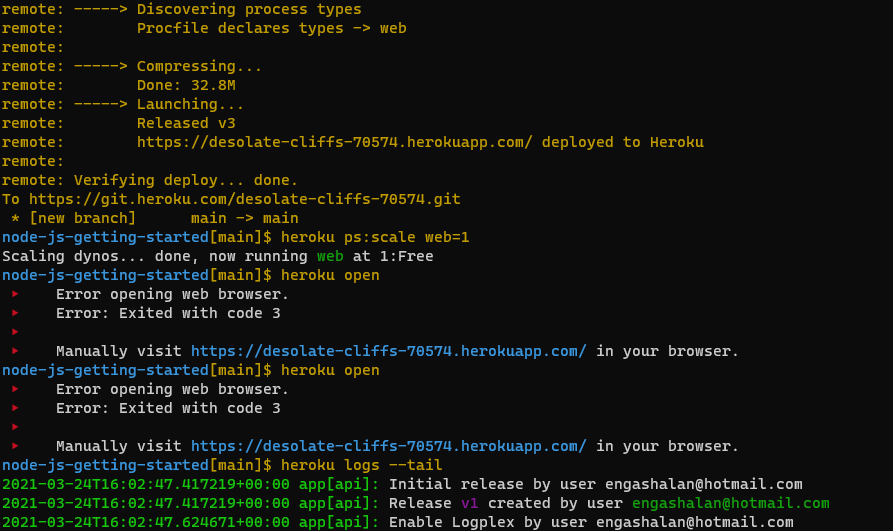 remote: -----> Discovering process types
remote:        Procfile declares types -> web
remote:
remote: -----> Compressing...
remote:        Done: 32.8M
remote: -----> Launching...
remote:        Released v3
remote:        https://desolate-cliffs-70574.herokuapp.com/ deployed to Heroku
remote:
remote: Verifying deploy... done.
To https://git.heroku.com/desolate-cliffs-70574.git
 * [new branch]      main -> main
node-js-getting-started[main]$ heroku ps:scale web=1
Scaling dynos... done, now running web at 1:Free
node-js-getting-started[main]$ heroku open
 ▸    Error opening web browser.
 ▸    Error: Exited with code 3
 ▸
 ▸    Manually visit https://desolate-cliffs-70574.herokuapp.com/ in your browser.
node-js-getting-started[main]$ heroku open
 ▸    Error opening web browser.
 ▸    Error: Exited with code 3
 ▸
 ▸    Manually visit https://desolate-cliffs-70574.herokuapp.com/ in your browser.
node-js-getting-started[main]$ heroku logs --tail
2021-03-24T16:02:47.417219+00:00 app[api]: Initial release by user engashalan@hotmail.com
2021-03-24T16:02:47.417219+00:00 app[api]: Release v1 created by user engashalan@hotmail.com
2021-03-24T16:02:47.624671+00:00 app[api]: Enable Logplex by user engashalan@hotmail.com